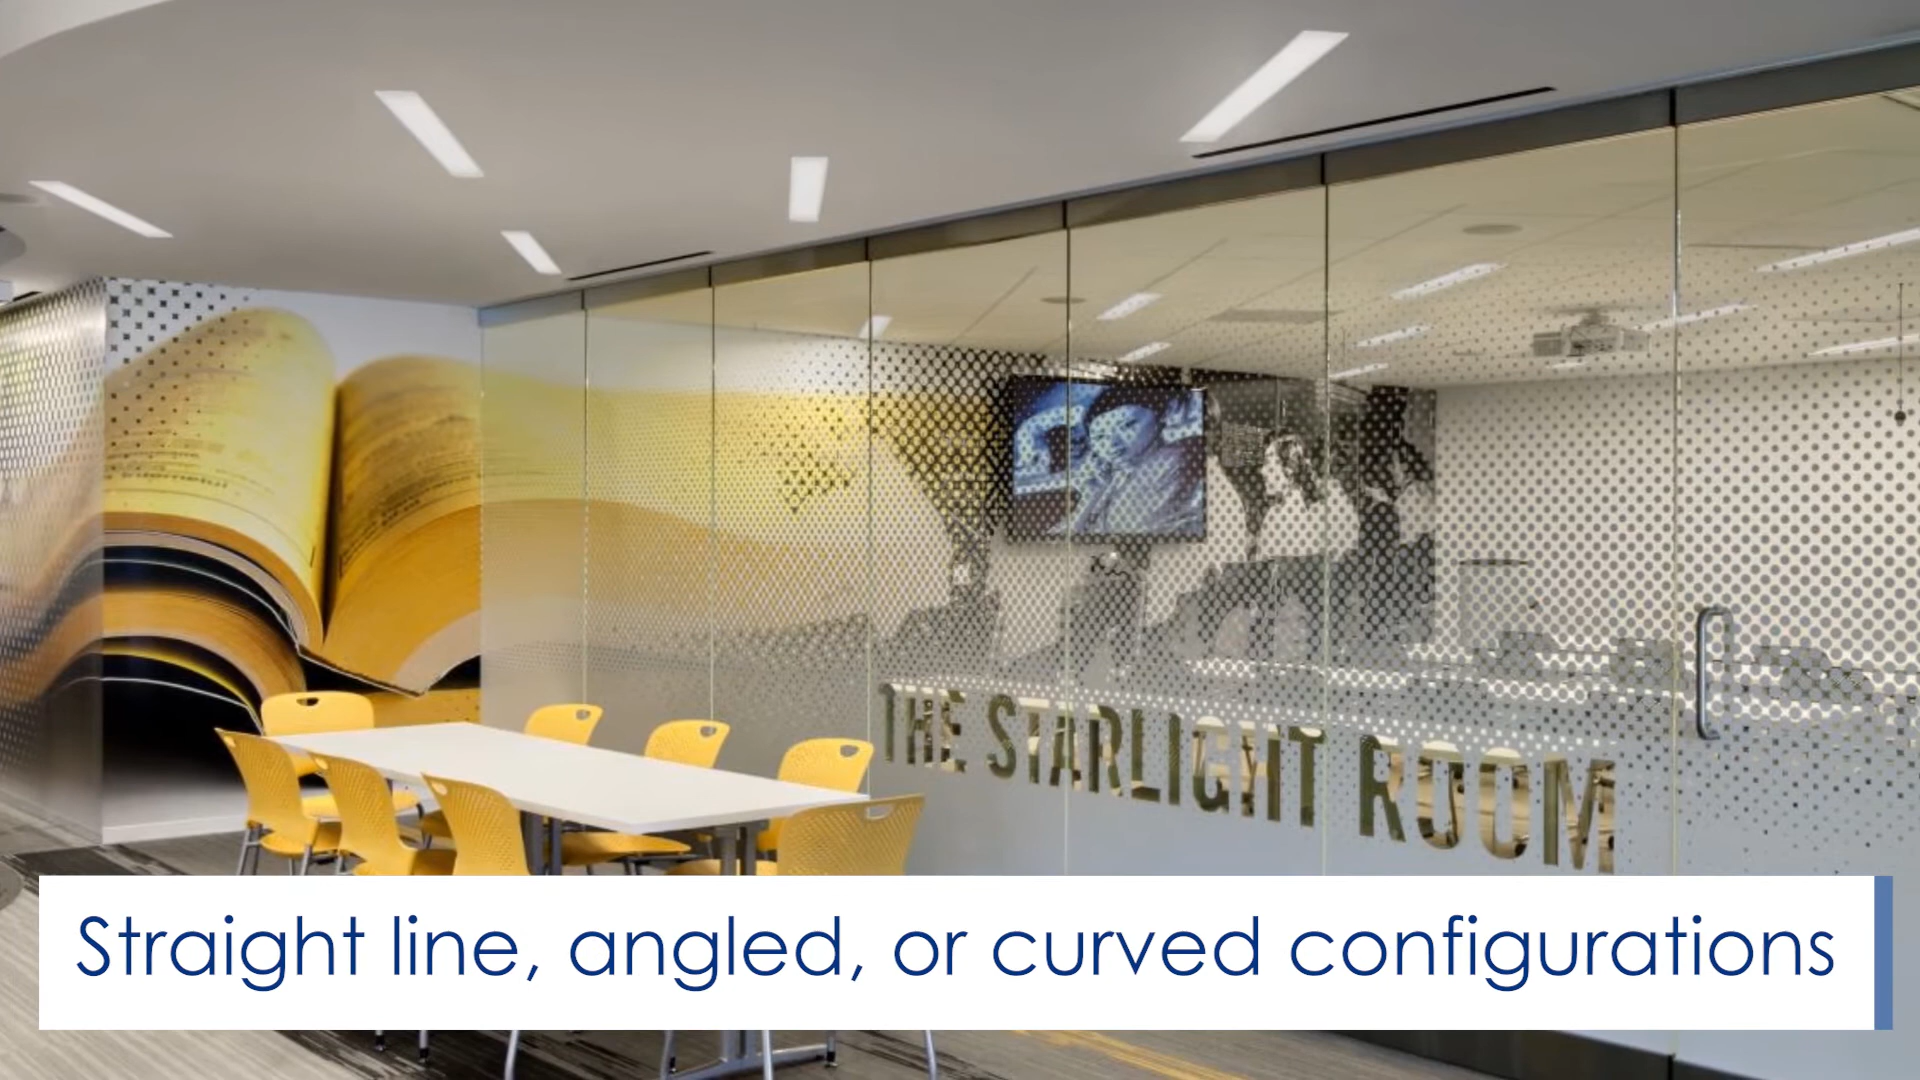 THE STARLIGHT ROOM
Straight line, angled, or curved configurations